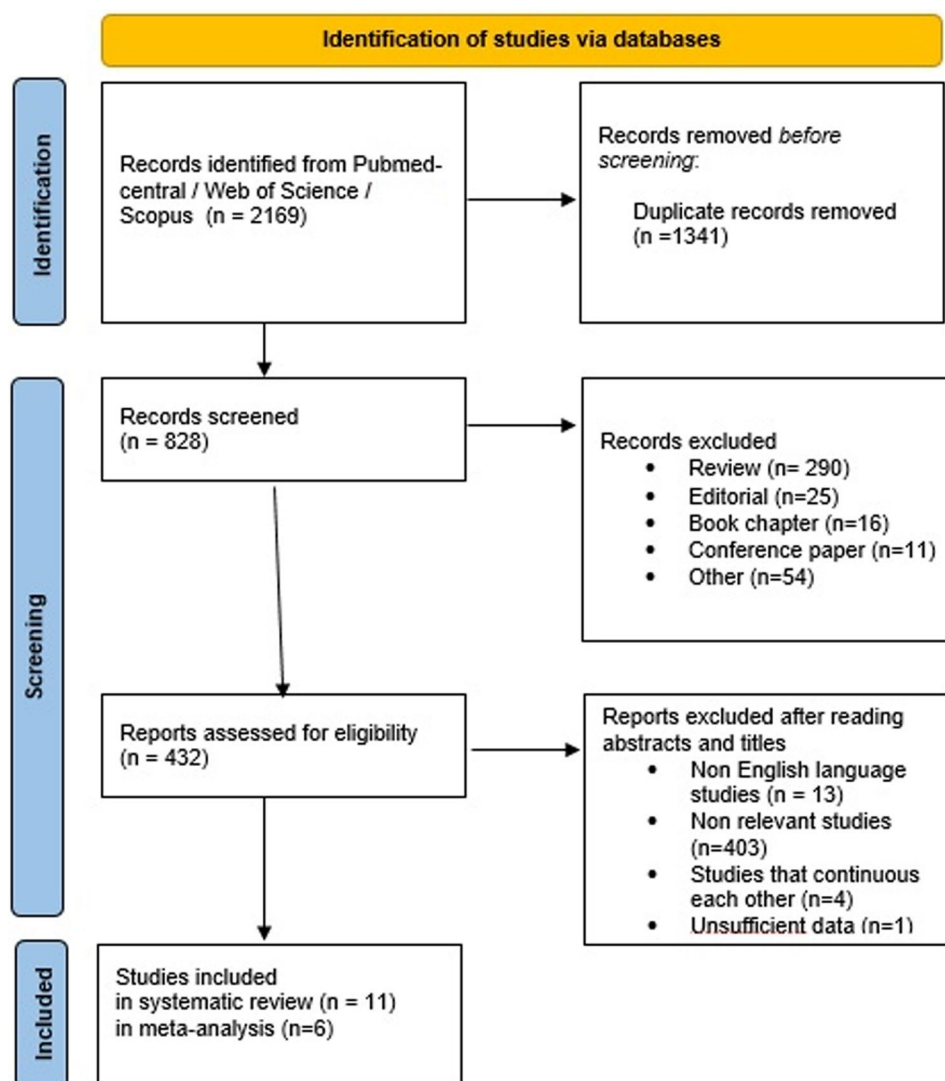 Identification of studies via databases
Identification
Records identified from Pubmed-
central / Web of Science /
Scopus (n = 2169)
Records removed before
screening:
Duplicate records removed
(n =1341)
Screening
Records screened
(n = 828)
Records excluded
• Review (n= 290)
• Editorial (n=25)
• Book chapter (n=16)
• Conference paper (n=11)
• Other (n=54)
Reports assessed for eligibility
(n = 432)
Reports excluded after reading
abstracts and titles
• Non English language
studies (n = 13)
• Non relevant studies
(n=403)
• Studies that continuous
each other (n=4)
• Unsufficient data (n=1)
Included
Studies included
in systematic review (n = 11)
in meta-analysis (n=6)